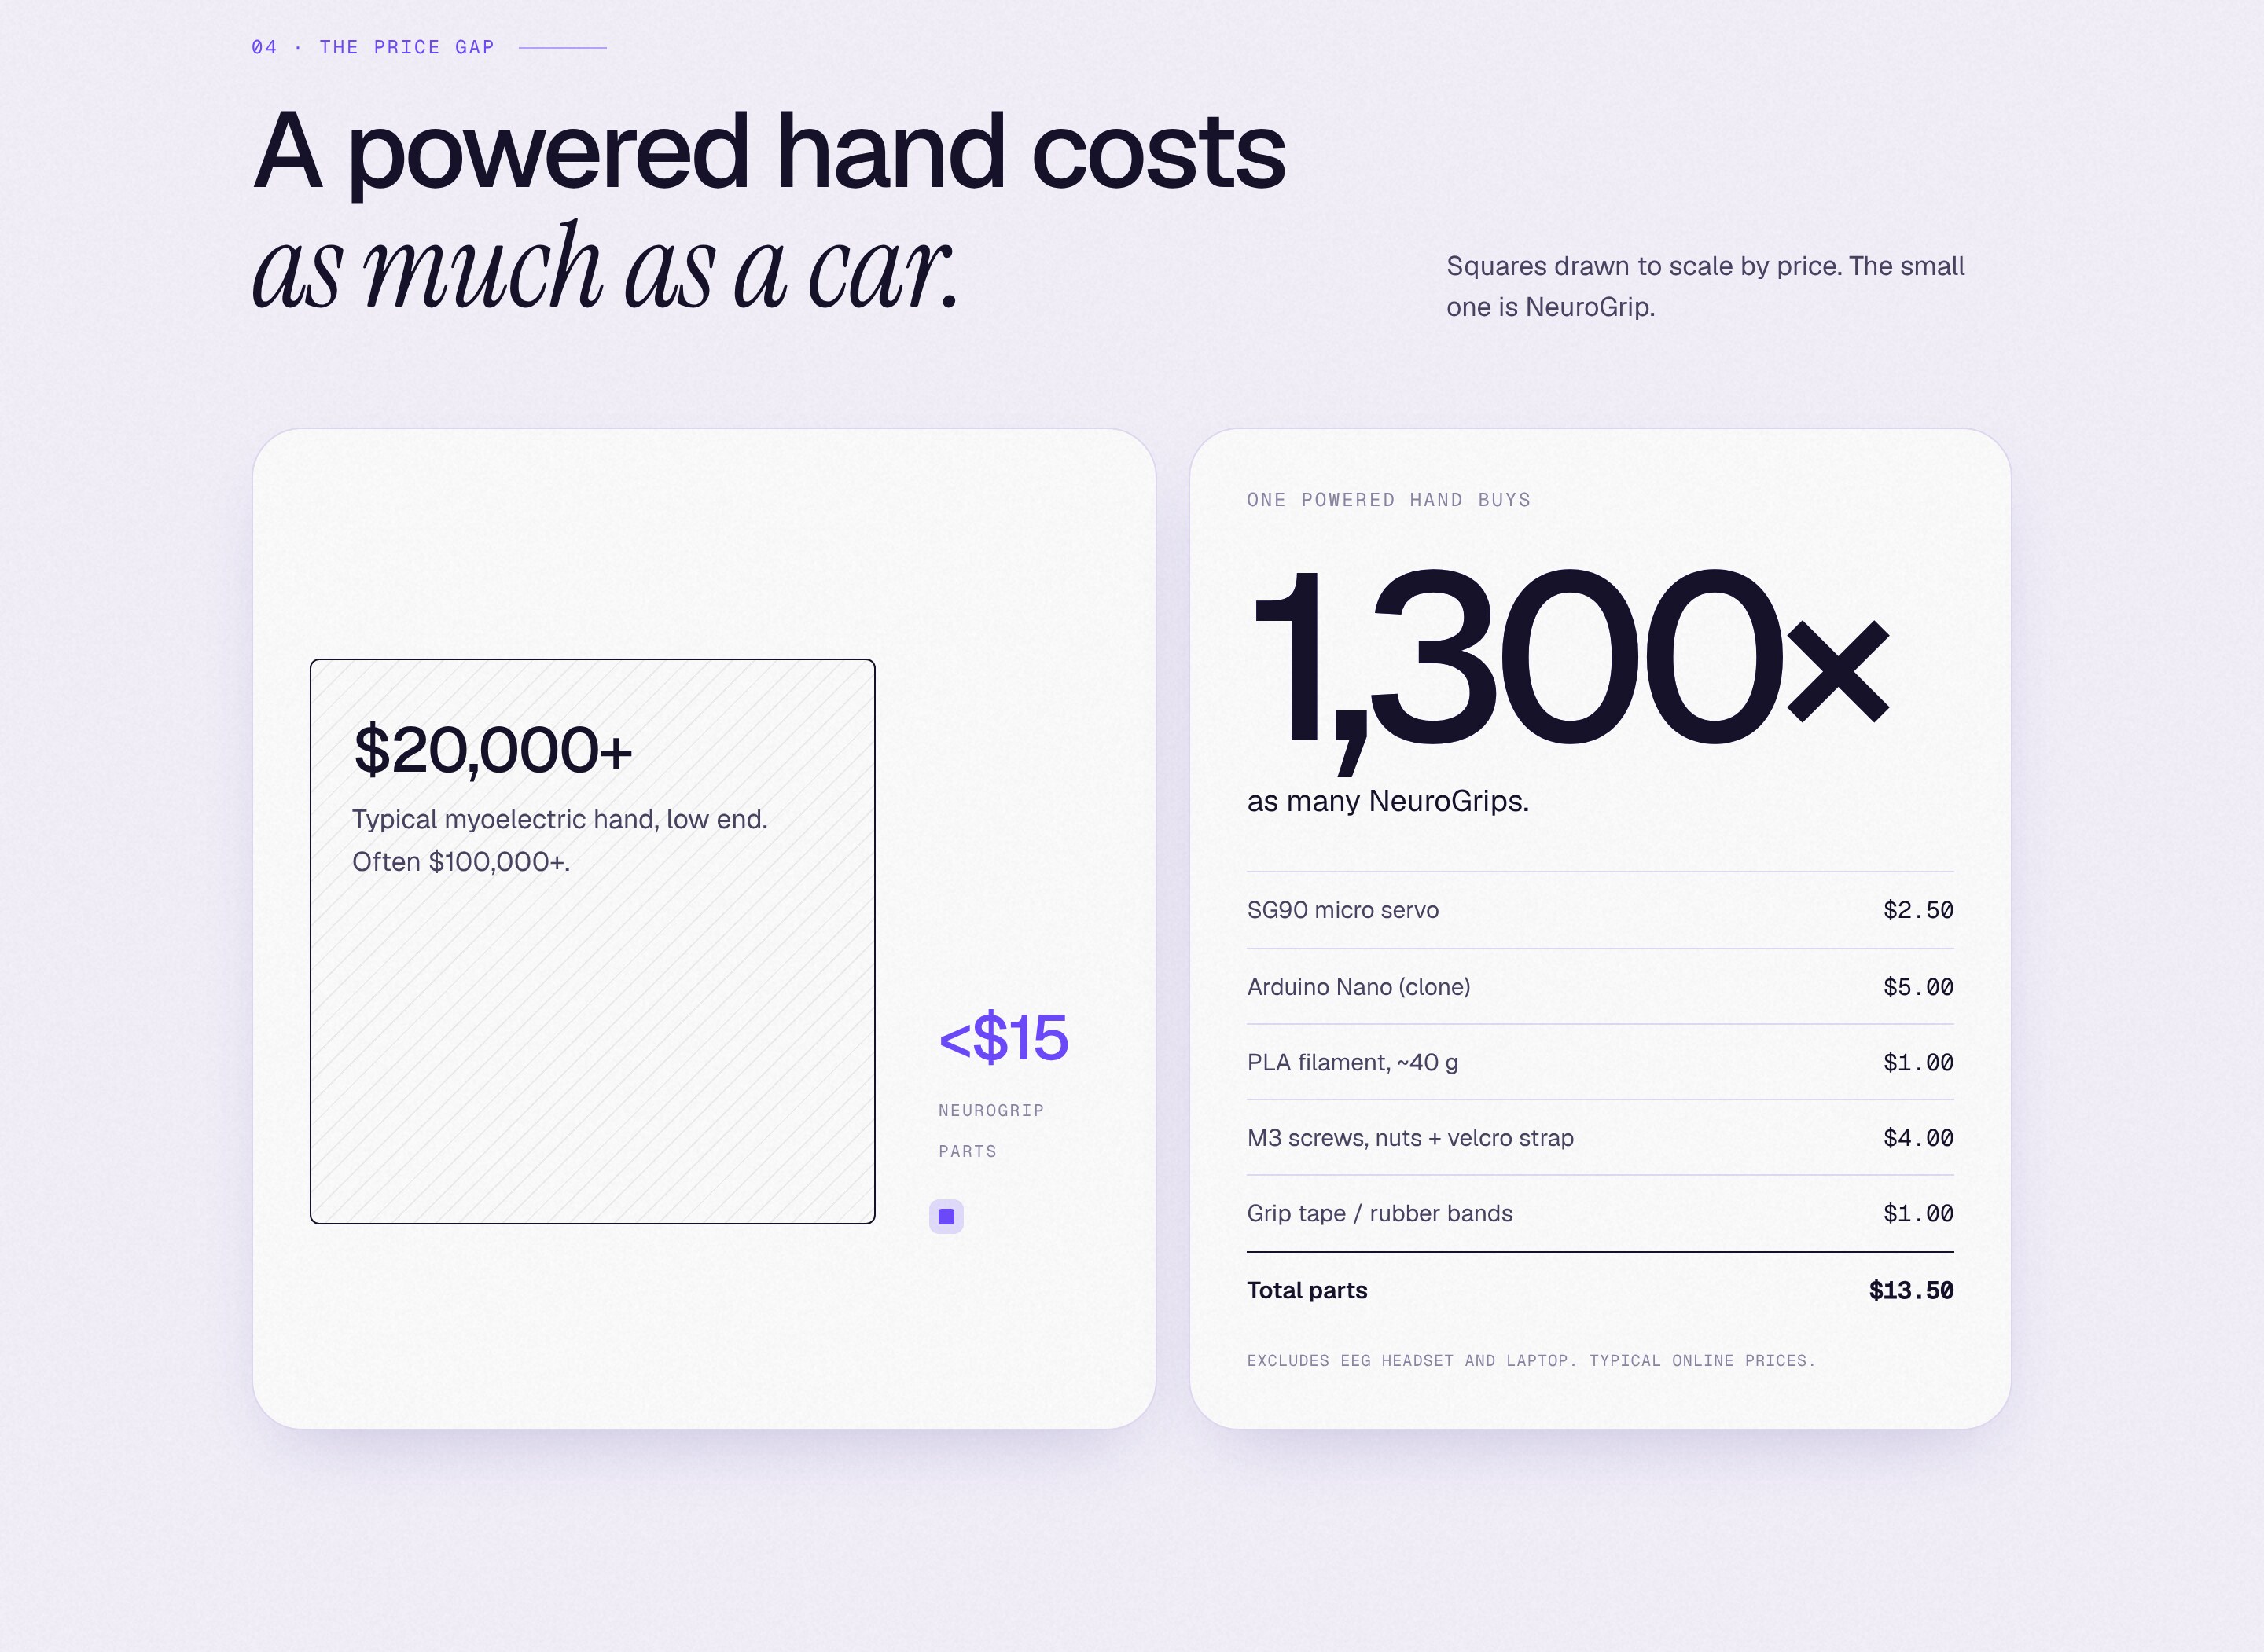 04 · THE PRICE GAP
A powered hand costs
as much as a car.
Squares drawn to scale by price. The small
one is NeuroGrip.
$20,000+
Typical myoelectric hand, low end.
Often $100,000+.
<$15
NEUROGRIP
PARTS
ONE POWERED HAND BUYS
1,300×
as many NeuroGrips.
SG90 micro servo $2.50
Arduino Nano (clone) $5.00
PLA filament, ~40 g $1.00
M3 screws, nuts + velcro strap $4.00
Grip tape / rubber bands $1.00
Total parts $13.50
EXCLUDES EEG HEADSET AND LAPTOP. TYPICAL ONLINE PRICES.